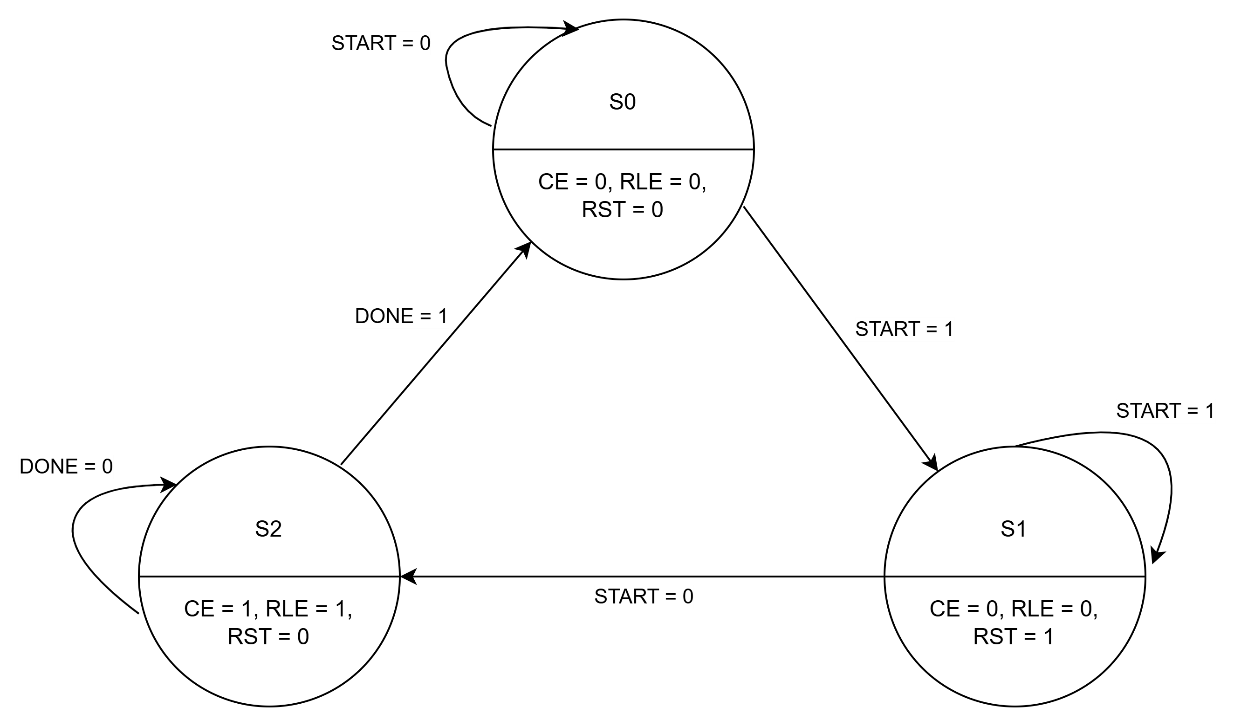 START = 0
S0
CE = 0, RLE = 0,
RST = 0
DONE = 1
START = 1
START = 1
DONE = 0
S2
S1
START = 0
CE = 1, RLE = 1,
RST = 0
CE = 0, RLE = 0,
RST = 1